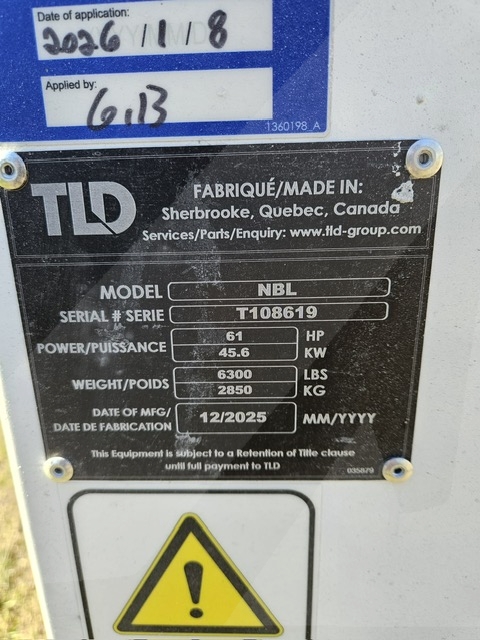 Date of application:
2026/1/8
Applied by:
G.B
1360198_A
TLD
FABRIQUÉ/MADE IN:
Sherbrooke, Quebec, Canada
Services/Parts/Enquiry: www.tld-group.com
MODEL NBL
SERIAL # SERIE T108619
POWER/PUISSANCE 61 HP
45.6 KW
WEIGHT/POIDS 6300 LBS
2850 KG
DATE OF MFG/
DATE DE FABRICATION 12/2025 MM/YYYY
This Equipment is subject to a Retention of Title clause
until full payment to TLD
035879
!